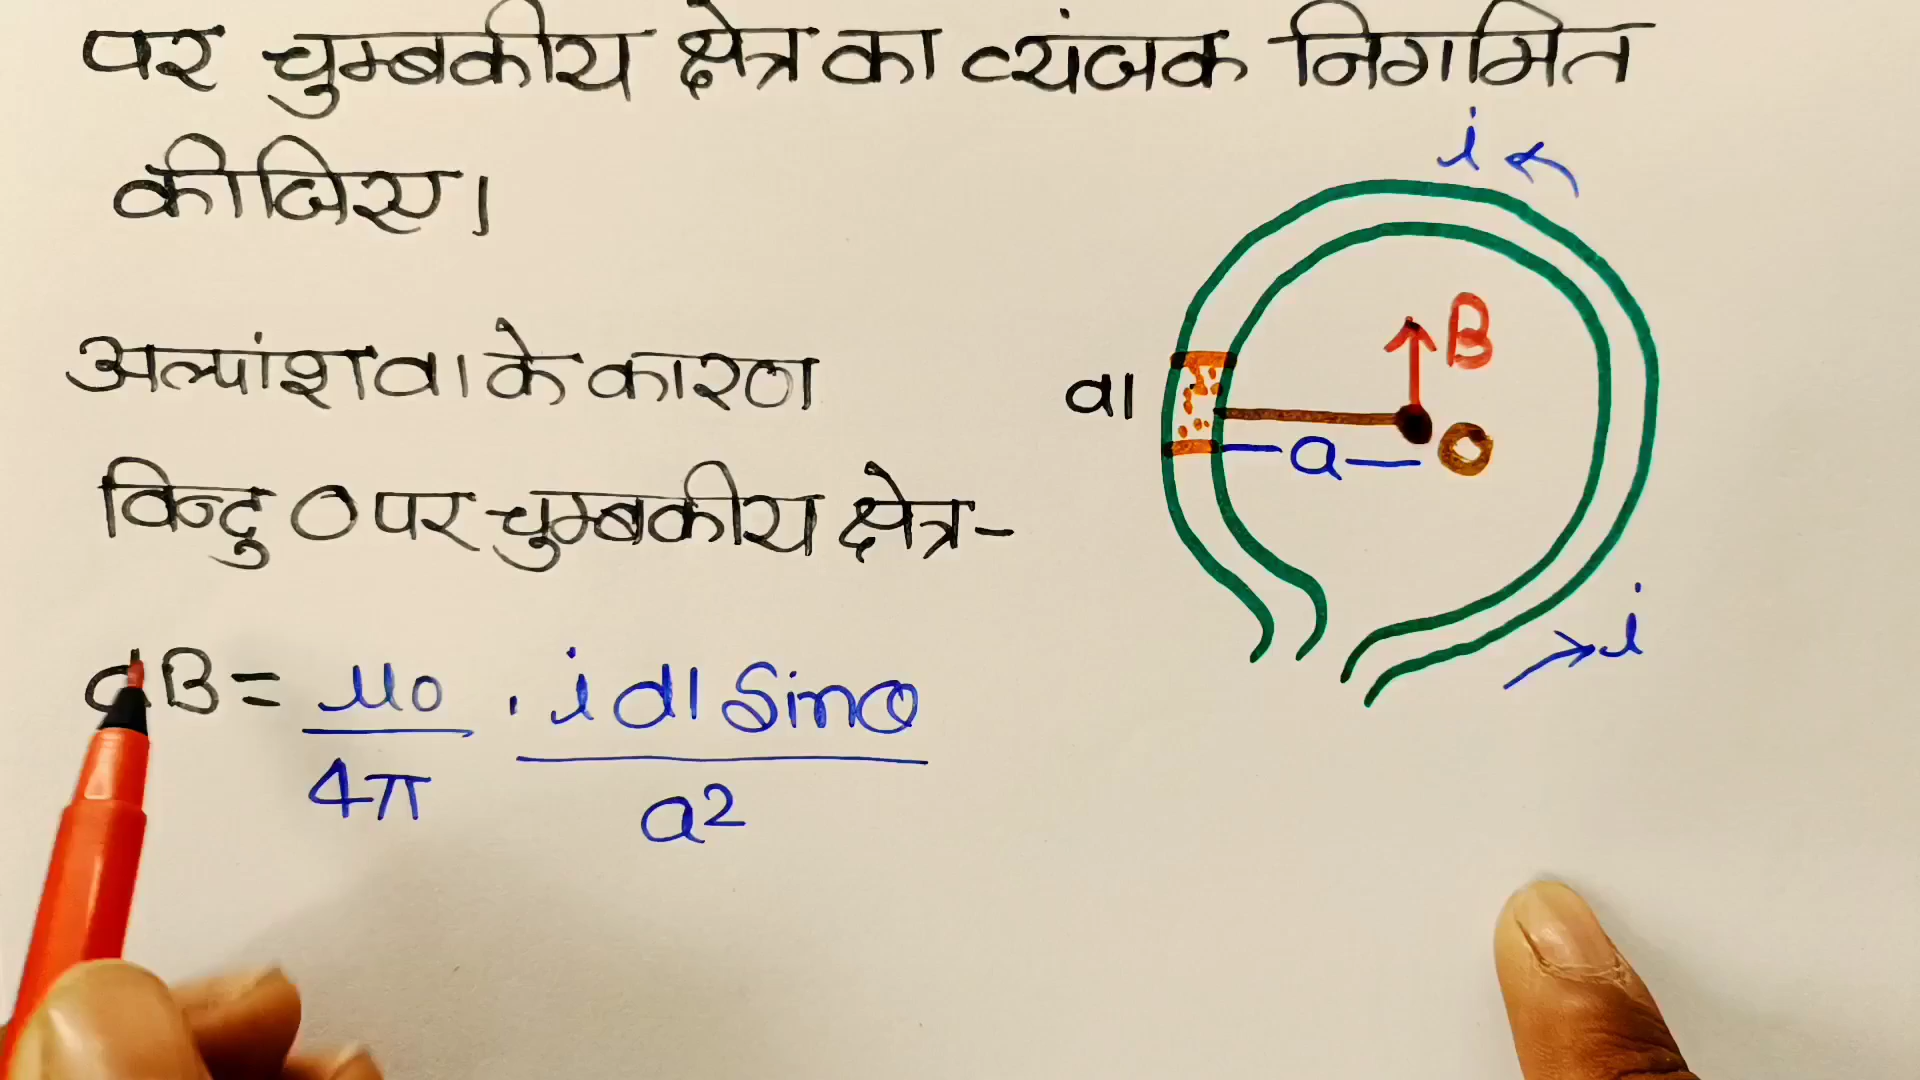 पर चुम्बकीय क्षेत्र का व्यंजक निगमित
कीजिए।
अल्पांश dl के कारण
विन्दु O पर चुम्बकीय क्षेत्र-
dB = μ0/4π . i dl Sinθ/a²
i
B
dl
a
O
i